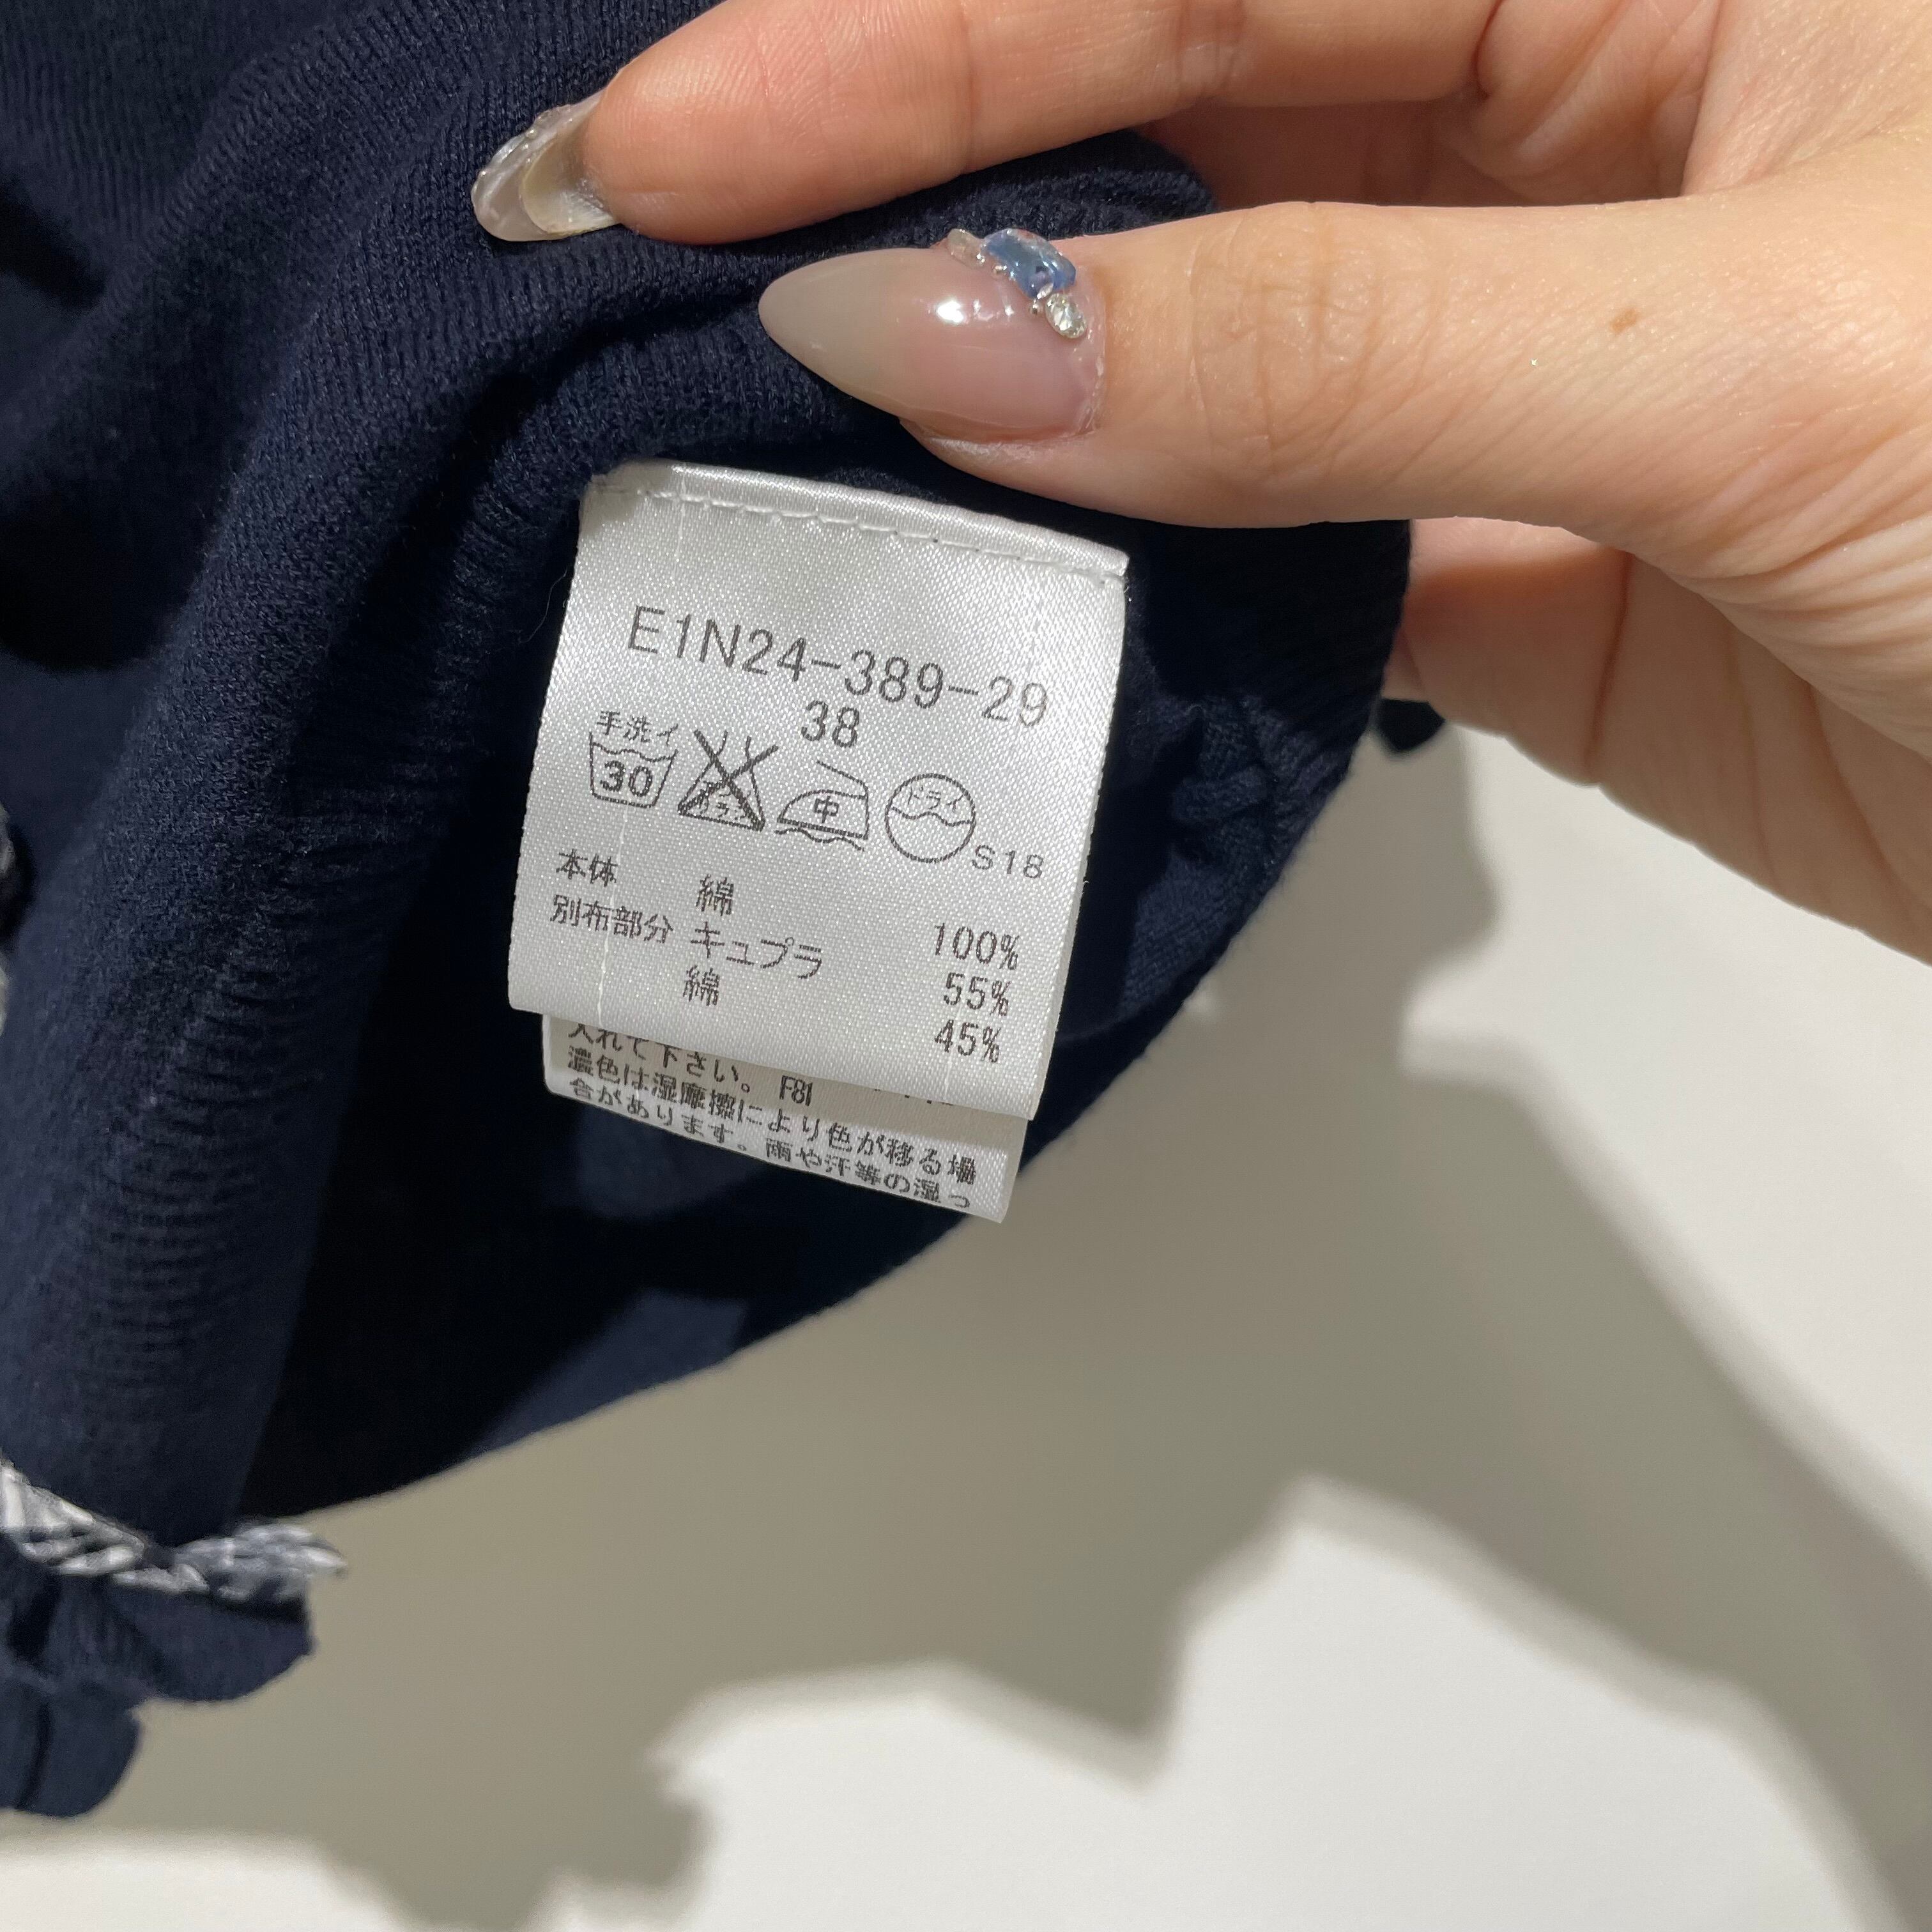 E1N24-389-29
38
手洗イ
30
中
ドライ
S18
本体 綿 100%
別布部分 キュプラ 55%
綿 45%
入れて下さい。 F81
濃色は湿摩擦により色が移る場
合があります。雨や汗等の湿っ